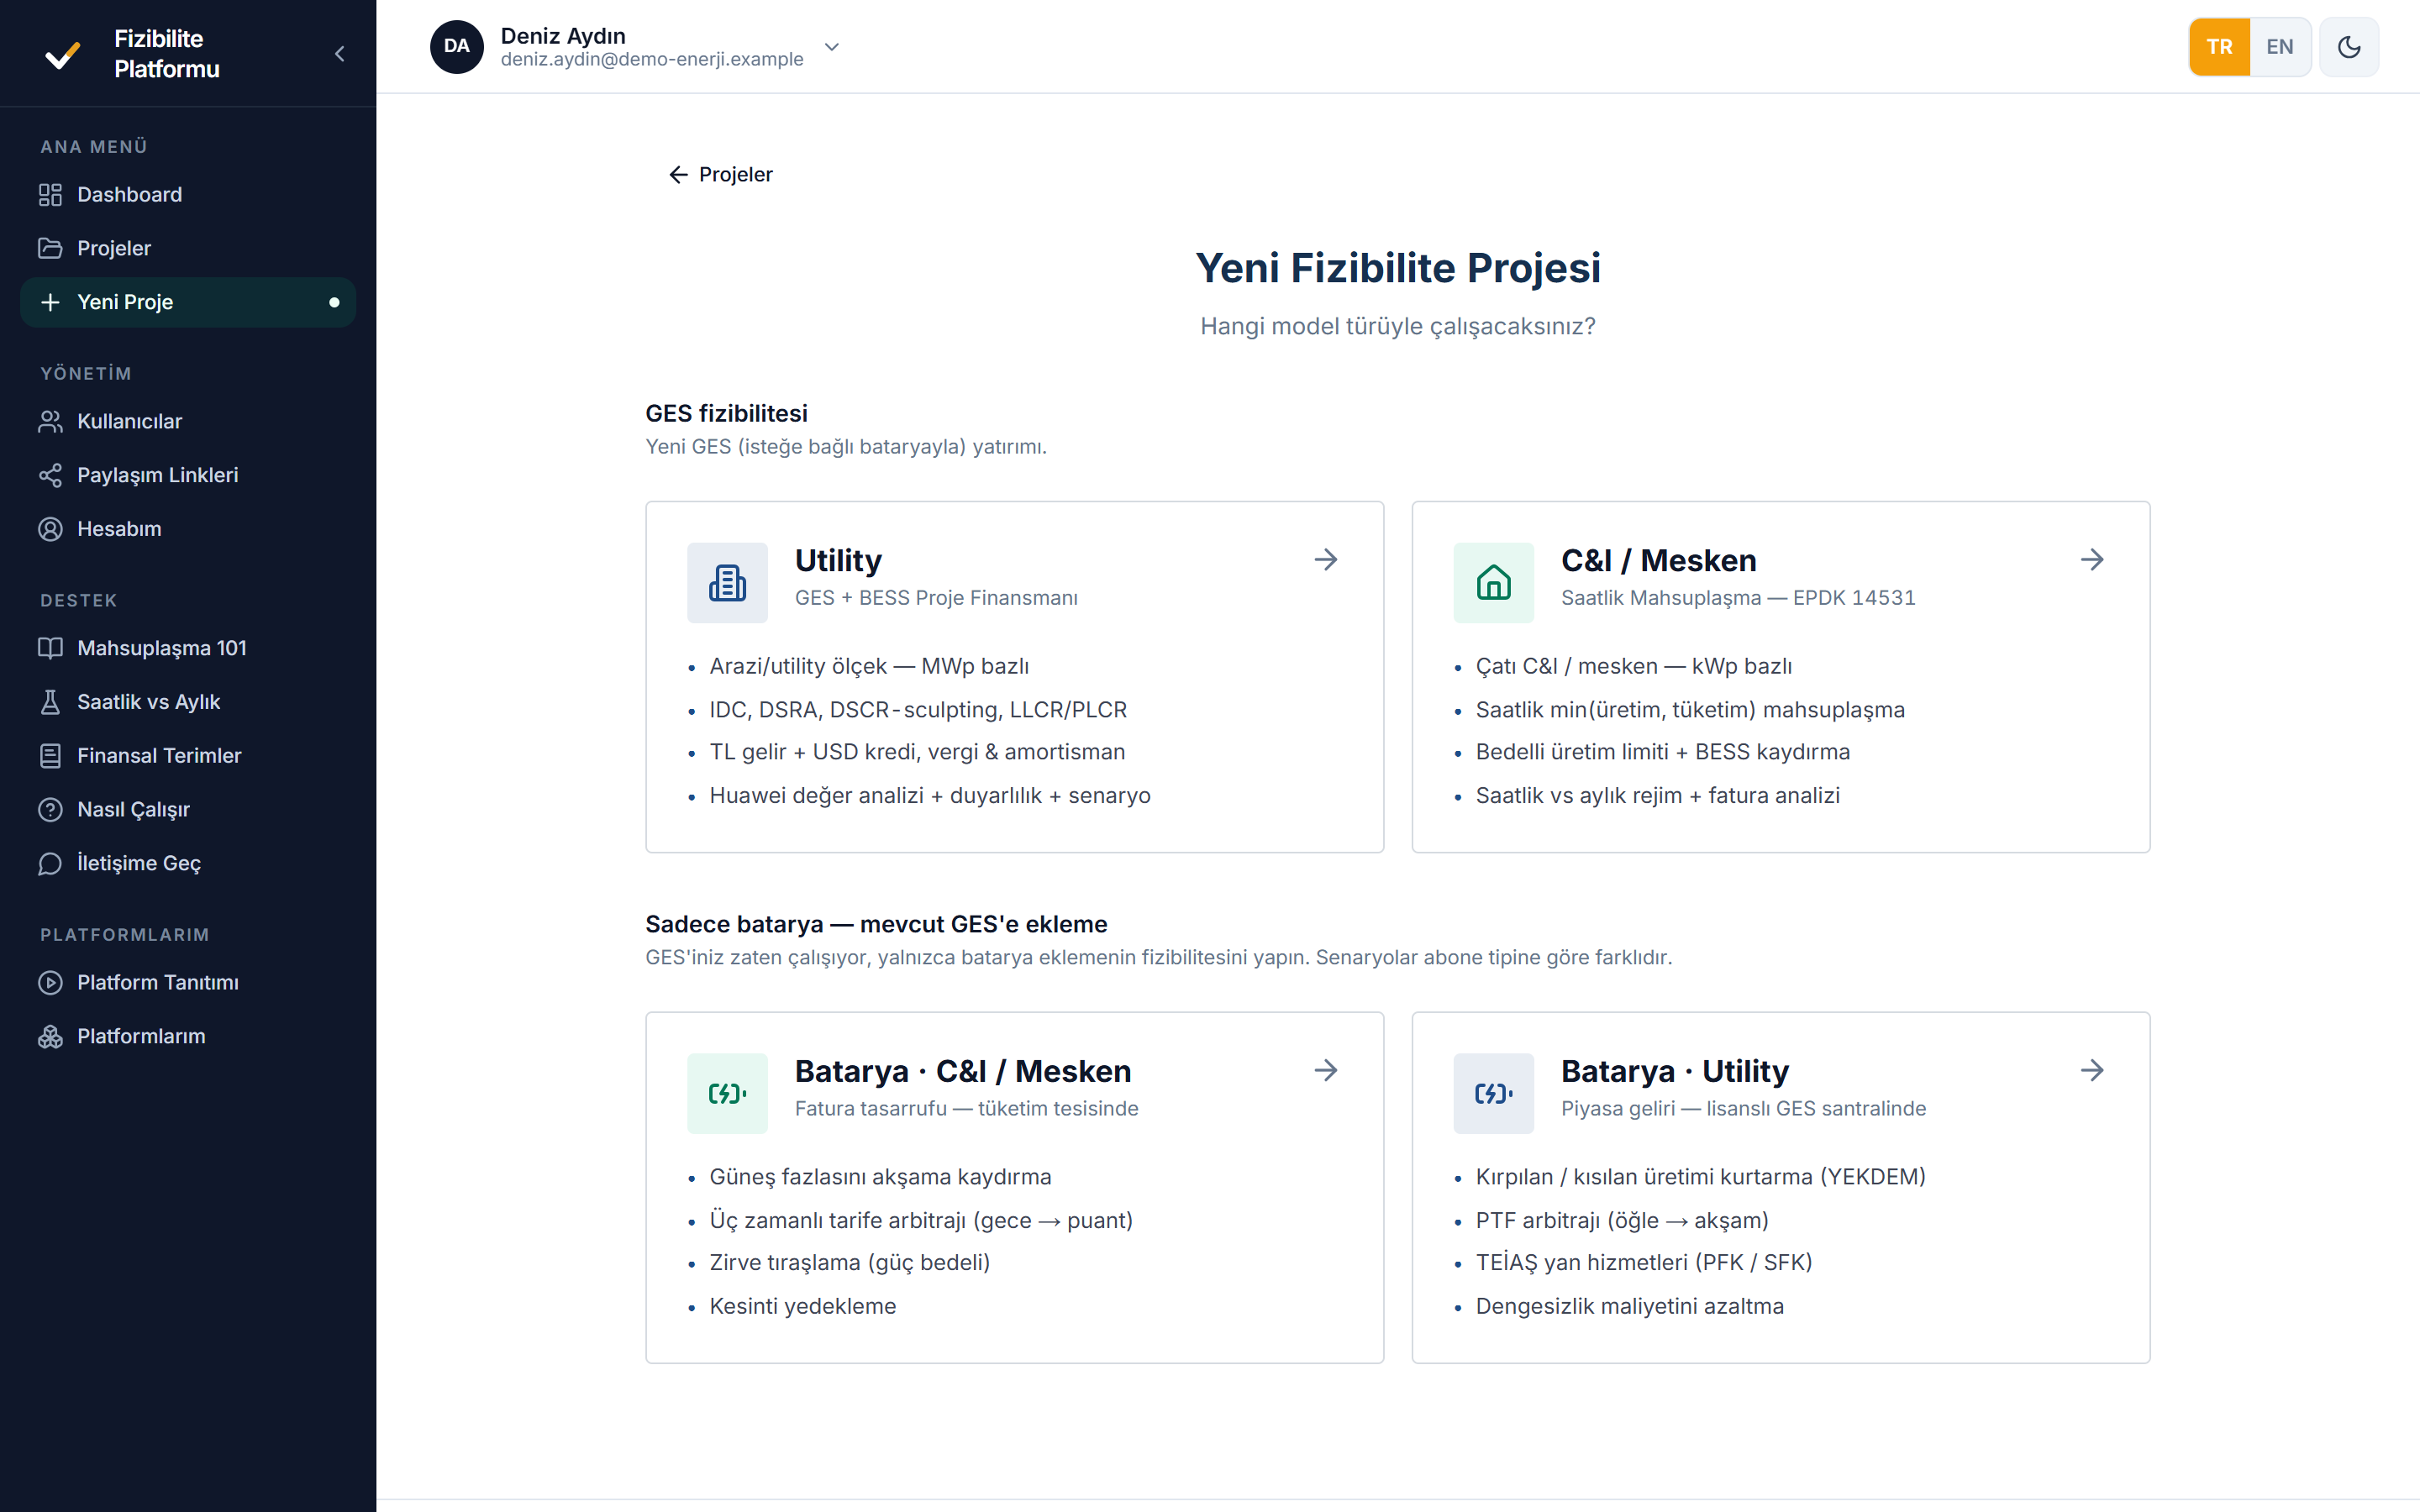 Fizibilite
Platformu
ANA MENÜ
Dashboard
Projeler
Yeni Proje
YÖNETİM
Kullanıcılar
Paylaşım Linkleri
Hesabım
DESTEK
Mahsuplaşma 101
Saatlik vs Aylık
Finansal Terimler
Nasıl Çalışır
İletişime Geç
PLATFORMLARIM
Platform Tanıtımı
Platformlarım
DA
Deniz Aydın
deniz.aydin@demo-enerji.example
TR
EN
← Projeler
Yeni Fizibilite Projesi
Hangi model türüyle çalışacaksınız?
GES fizibilitesi
Yeni GES (isteğe bağlı bataryayla) yatırımı.
Utility
GES + BESS Proje Finansmanı
• Arazi/utility ölçek — MWp bazlı
• IDC, DSRA, DSCR-sculpting, LLCR/PLCR
• TL gelir + USD kredi, vergi & amortisman
• Huawei değer analizi + duyarlılık + senaryo
C&I / Mesken
Saatlik Mahsuplaşma — EPDK 14531
• Çatı C&I / mesken — kWp bazlı
• Saatlik min(üretim, tüketim) mahsuplaşma
• Bedelli üretim limiti + BESS kaydırma
• Saatlik vs aylık rejim + fatura analizi
Sadece batarya — mevcut GES'e ekleme
GES'iniz zaten çalışıyor, yalnızca batarya eklemenin fizibilitesini yapın. Senaryolar abone tipine göre farklıdır.
Batarya · C&I / Mesken
Fatura tasarrufu — tüketim tesisinde
• Güneş fazlasını akşama kaydırma
• Üç zamanlı tarife arbitrajı (gece → puant)
• Zirve tıraşlama (güç bedeli)
• Kesinti yedekleme
Batarya · Utility
Piyasa geliri — lisanslı GES santralinde
• Kırpılan / kısılan üretimi kurtarma (YEKDEM)
• PTF arbitrajı (öğle → akşam)
• TEİAŞ yan hizmetleri (PFK / SFK)
• Dengesizlik maliyetini azaltma